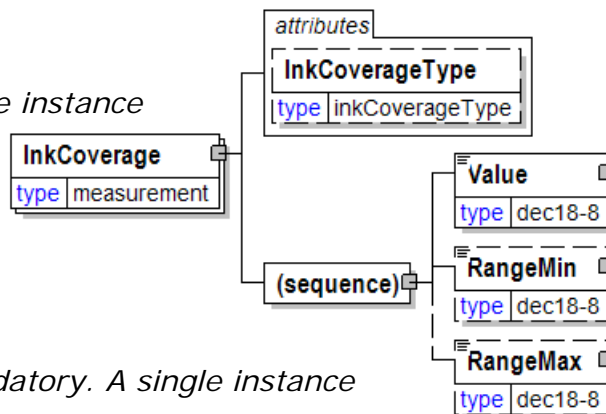 attributes
InkCoverageType
type inkCoverageType
instance
InkCoverage
type measurement
Value
type dec18-8
(sequence)
RangeMin
type dec18-8
RangeMax
type dec18-8
datory. A single instance